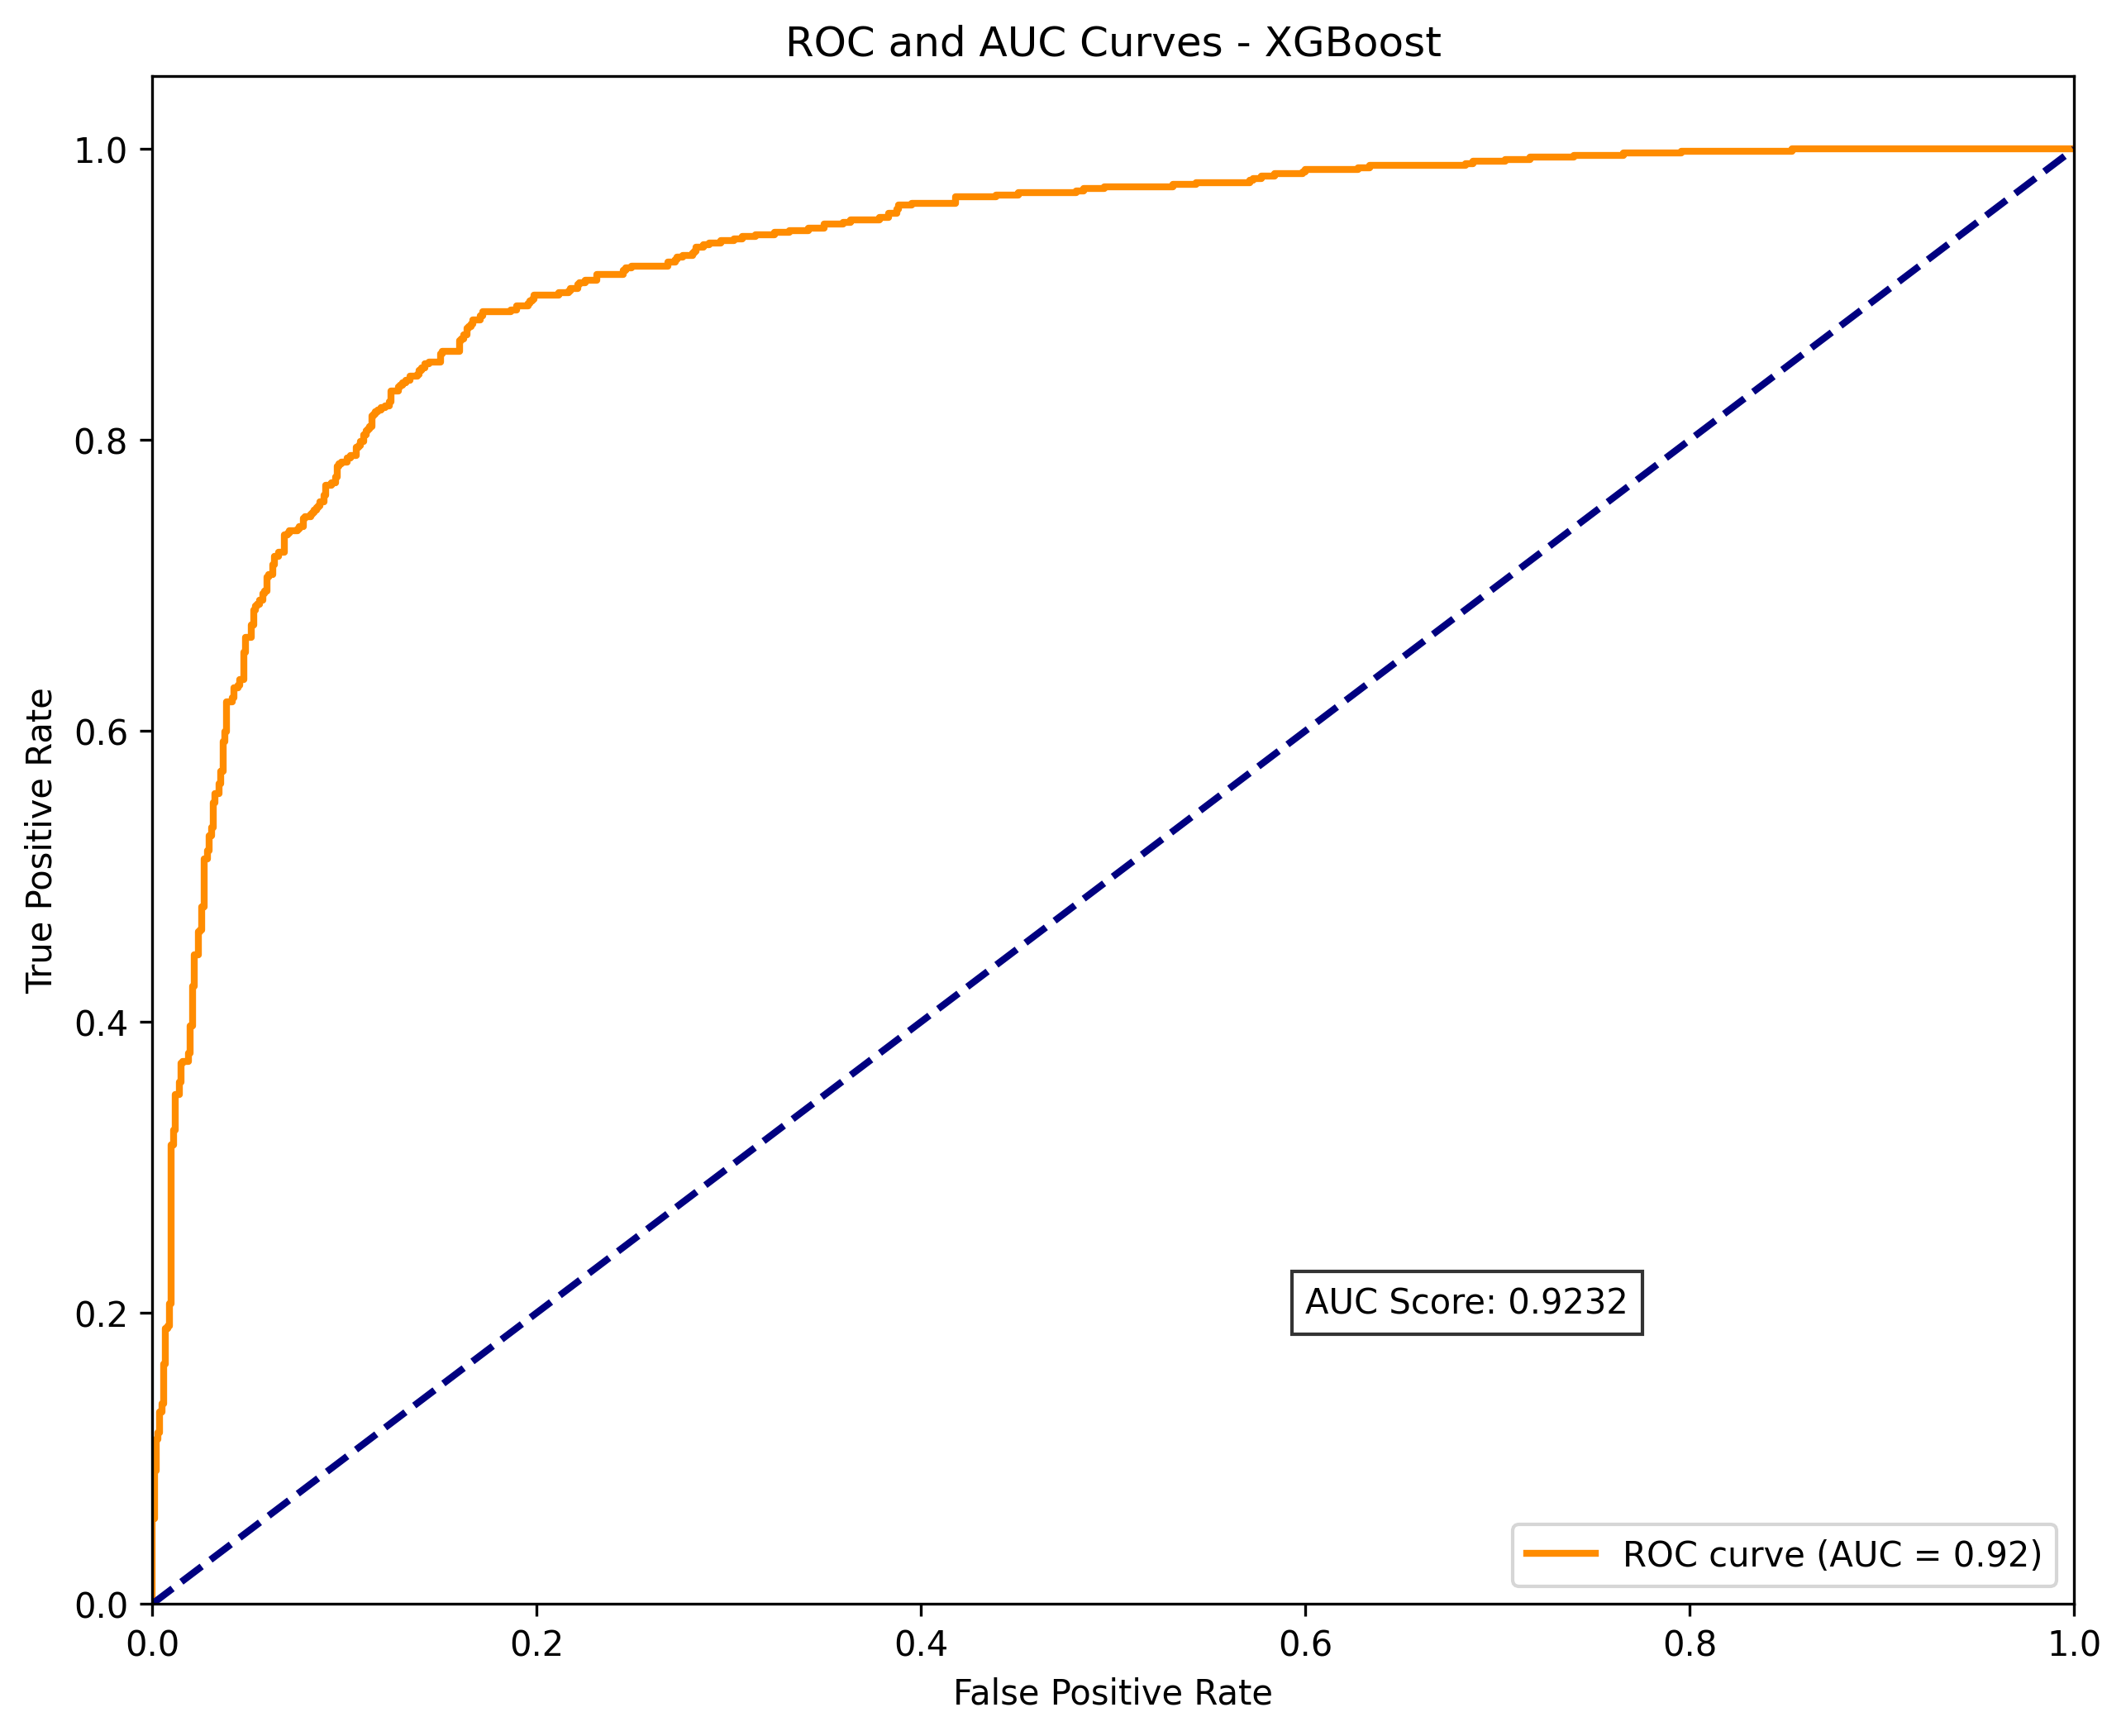 ROC and AUC Curves - XGBoost
1.0
0.8
0.6
0.4
0.2
0.0
True Positive Rate
AUC Score: 0.9232
ROC curve (AUC = 0.92)
0.0 0.2 0.4 0.6 0.8 1.0
False Positive Rate